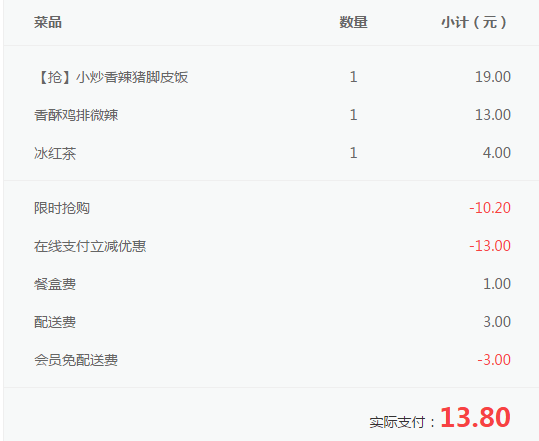 菜品 数量 小计（元）
【抢】小炒香辣猪脚皮饭 1 19.00
香酥鸡排微辣 1 13.00
冰红茶 1 4.00
限时抢购 -10.20
在线支付立减优惠 -13.00
餐盒费 1.00
配送费 3.00
会员免配送费 -3.00
实际支付：13.80